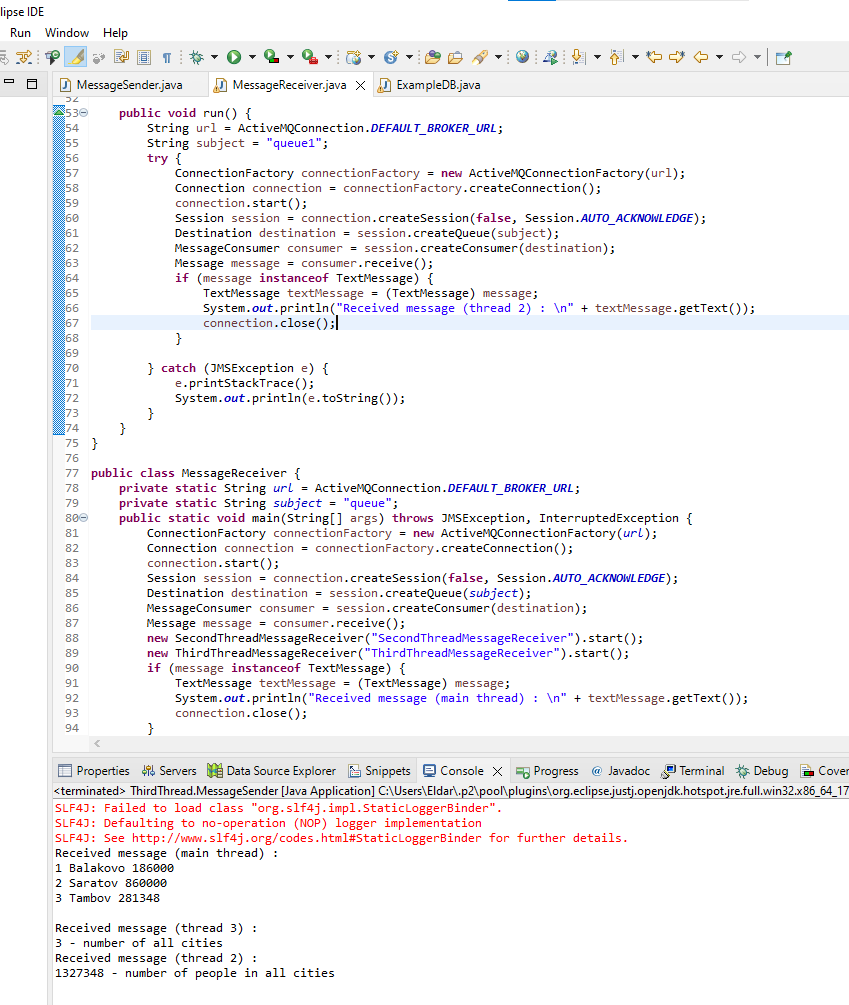 lipse IDE
Run Window Help
MessageSender.java MessageReceiver.java ExampleDB.java
52
53 public void run() {
54 String url = ActiveMQConnection.DEFAULT_BROKER_URL;
55 String subject = "queue1";
56 try {
57 ConnectionFactory connectionFactory = new ActiveMQConnectionFactory(url);
58 Connection connection = connectionFactory.createConnection();
59 connection.start();
60 Session session = connection.createSession(false, Session.AUTO_ACKNOWLEDGE);
61 Destination destination = session.createQueue(subject);
62 MessageConsumer consumer = session.createConsumer(destination);
63 Message message = consumer.receive();
64 if (message instanceof TextMessage) {
65 TextMessage textMessage = (TextMessage) message;
66 System.out.println("Received message (thread 2) : \n" + textMessage.getText());
67 connection.close();
68 }
69
70 } catch (JMSException e) {
71 e.printStackTrace();
72 System.out.println(e.toString());
73 }
74 }
75 }
76
77 public class MessageReceiver {
78 private static String url = ActiveMQConnection.DEFAULT_BROKER_URL;
79 private static String subject = "queue";
80 public static void main(String[] args) throws JMSException, InterruptedException {
81 ConnectionFactory connectionFactory = new ActiveMQConnectionFactory(url);
82 Connection connection = connectionFactory.createConnection();
83 connection.start();
84 Session session = connection.createSession(false, Session.AUTO_ACKNOWLEDGE);
85 Destination destination = session.createQueue(subject);
86 MessageConsumer consumer = session.createConsumer(destination);
87 Message message = consumer.receive();
88 new SecondThreadMessageReceiver("SecondThreadMessageReceiver").start();
89 new ThirdThreadMessageReceiver("ThirdThreadMessageReceiver").start();
90 if (message instanceof TextMessage) {
91 TextMessage textMessage = (TextMessage) message;
92 System.out.println("Received message (main thread) : \n" + textMessage.getText());
93 connection.close();
94 }
Properties Servers Data Source Explorer Snippets Console Progress @ Javadoc Terminal Debug Cover
<terminated> ThirdThread.MessageSender [Java Application] C:\Users\Eldar\.p2\pool\plugins\org.eclipse.justj.openjdk.hotspot.jre.full.win32.x86_64_17
SLF4J: Failed to load class "org.slf4j.impl.StaticLoggerBinder".
SLF4J: Defaulting to no-operation (NOP) logger implementation
SLF4J: See http://www.slf4j.org/codes.html#StaticLoggerBinder for further details.
Received message (main thread) :
1 Balakovo 186000
2 Saratov 860000
3 Tambov 281348
Received message (thread 3) :
3 - number of all cities
Received message (thread 2) :
1327348 - number of people in all cities